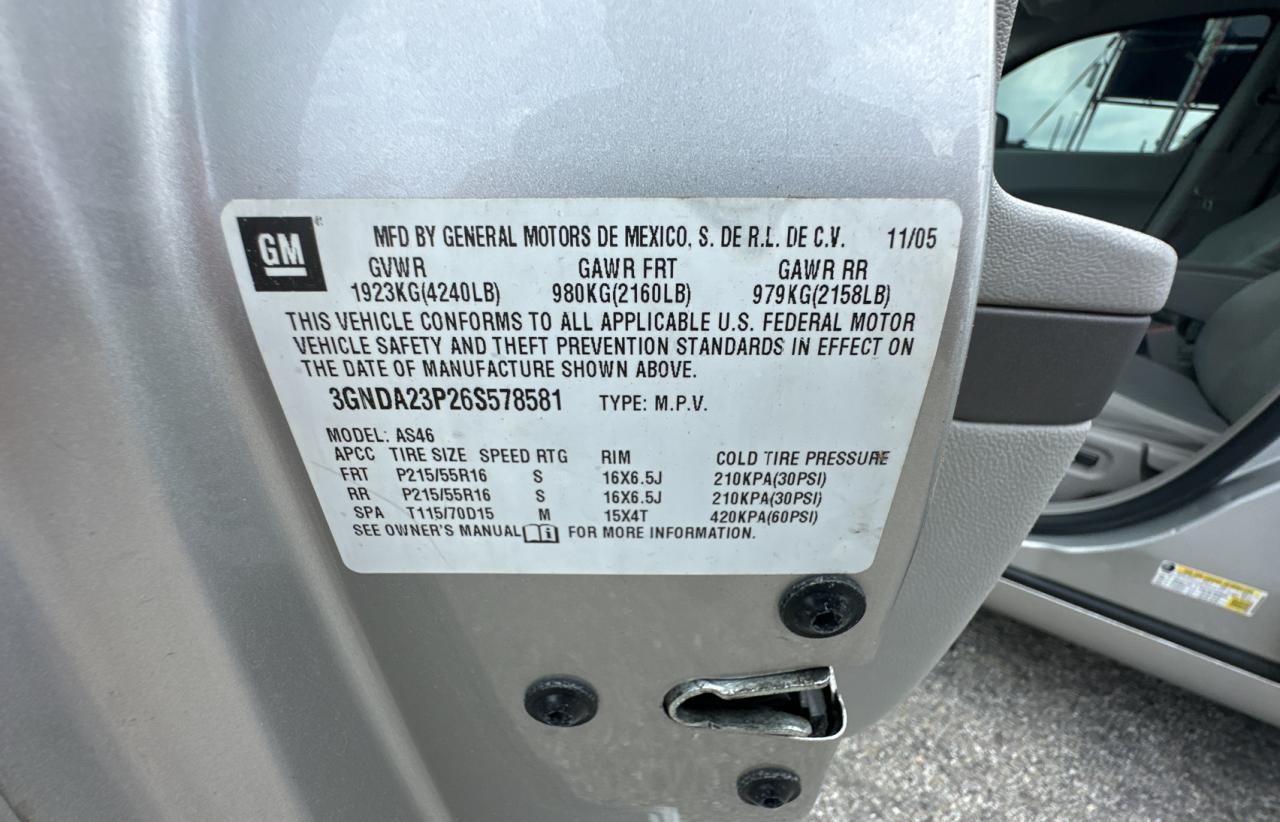 GM
MFD BY GENERAL MOTORS DE MEXICO, S. DE R.L. DE C.V. 11/05
GVWR GAWR FRT GAWR RR
1923KG(4240LB) 980KG(2160LB) 979KG(2158LB)
THIS VEHICLE CONFORMS TO ALL APPLICABLE U.S. FEDERAL MOTOR
VEHICLE SAFETY AND THEFT PREVENTION STANDARDS IN EFFECT ON
THE DATE OF MANUFACTURE SHOWN ABOVE.
3GNDA23P26S578581 TYPE: M.P.V.
MODEL: AS46
APCC TIRE SIZE SPEED RTG RIM COLD TIRE PRESSURE
FRT P215/55R16 S 16X6.5J 210KPA(30PSI)
RR P215/55R16 S 16X6.5J 210KPA(30PSI)
SPA T115/70D15 M 15X4T 420KPA(60PSI)
SEE OWNER'S MANUAL FOR MORE INFORMATION.